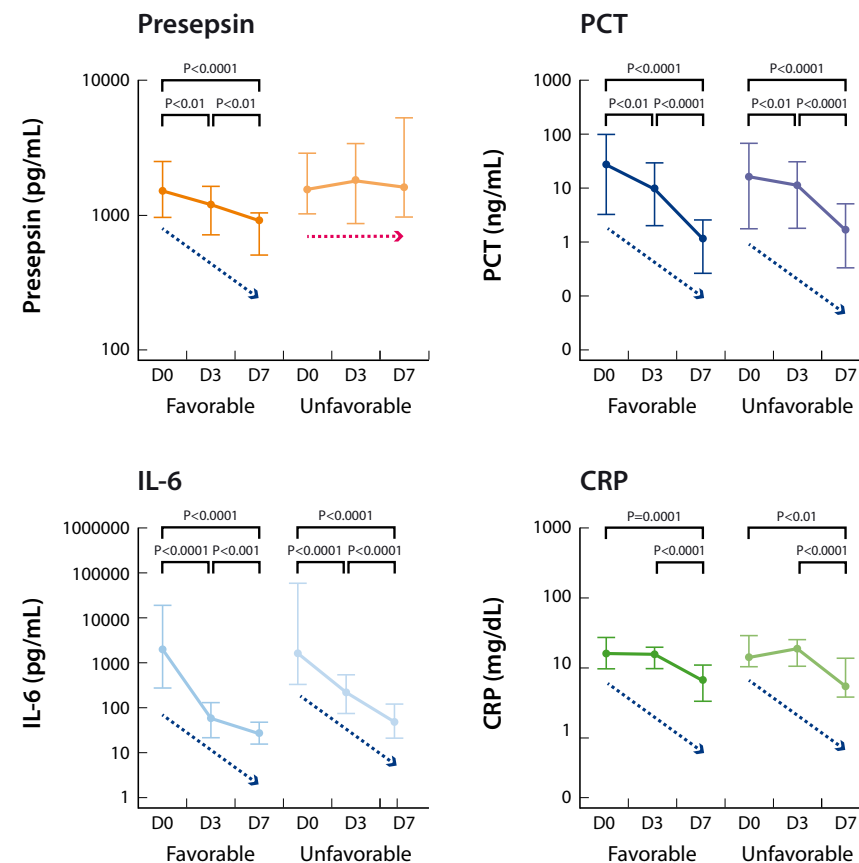 Presepsin
Presepsin (pg/mL)
10000
1000
100
P<0.0001
P<0.01 P<0.01
D0 D3 D7 D0 D3 D7
Favorable Unfavorable
PCT
PCT (ng/mL)
1000
100
10
1
0
0
P<0.0001 P<0.0001
P<0.01 P<0.0001 P<0.01 P<0.0001
D0 D3 D7 D0 D3 D7
Favorable Unfavorable
IL-6
IL-6 (pg/mL)
1000000
100000
10000
1000
100
10
1
P<0.0001 P<0.0001
P<0.0001 P<0.001 P<0.0001 P<0.0001
D0 D3 D7 D0 D3 D7
Favorable Unfavorable
CRP
CRP (mg/dL)
1000
100
10
1
0
P=0.0001 P<0.01
P<0.0001 P<0.0001
D0 D3 D7 D0 D3 D7
Favorable Unfavorable